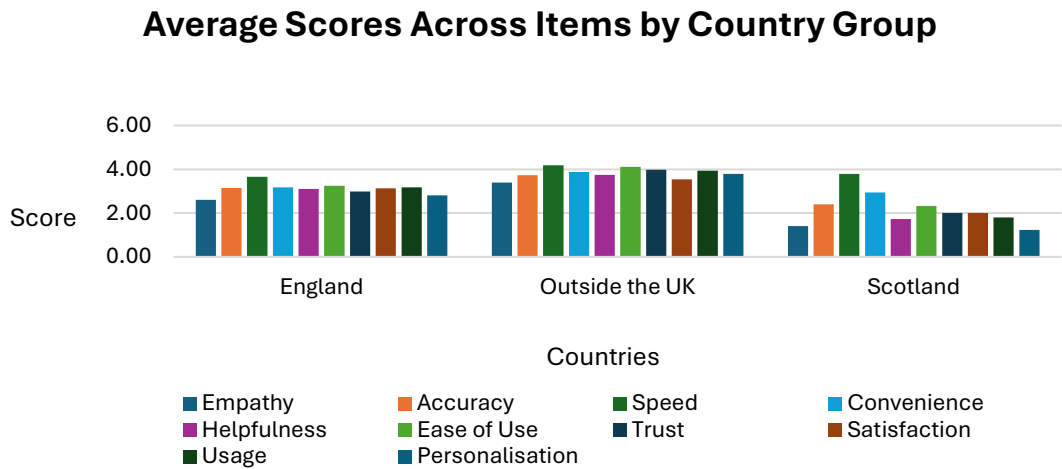 Average Scores Across Items by Country Group
6.00
4.00
2.00
0.00
Score
England Outside the UK Scotland
Countries
Empathy Accuracy Speed Convenience
Helpfulness Ease of Use Trust Satisfaction
Usage Personalisation